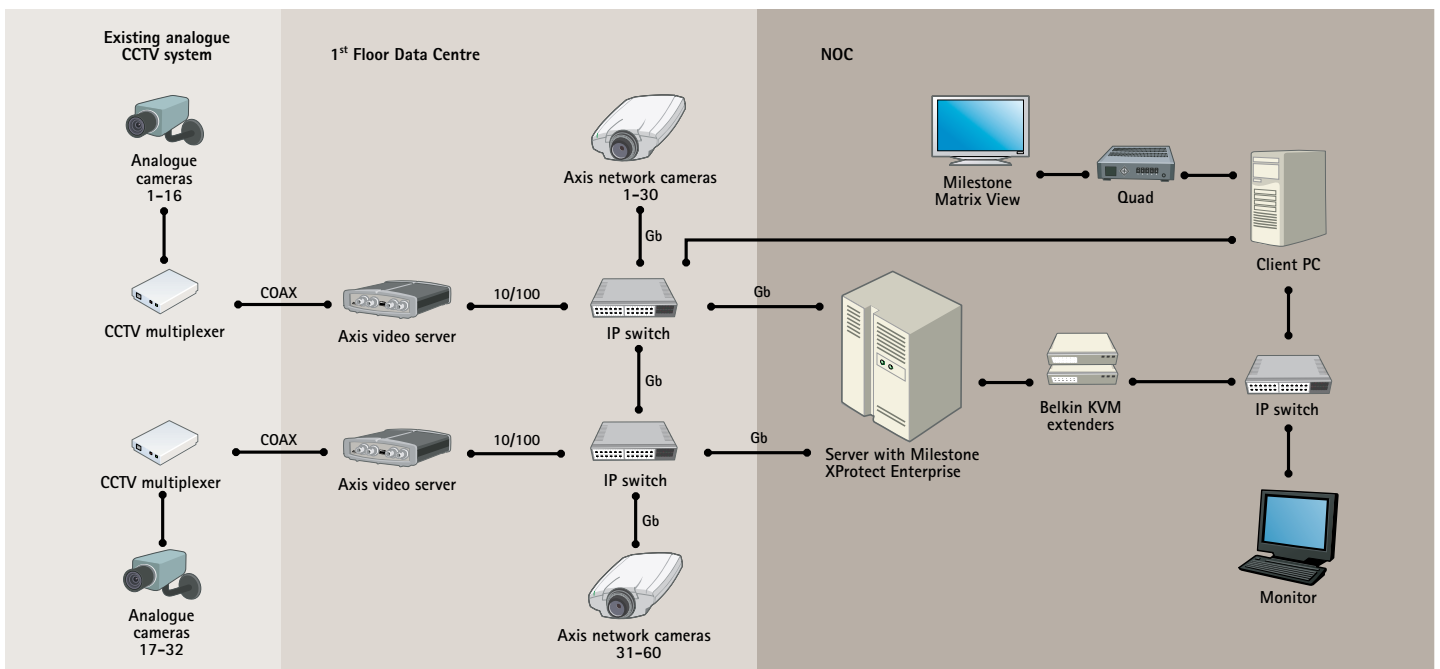 Existing analogue
CCTV system
1st Floor Data Centre
NOC
Analogue
cameras
1-16
Axis network cameras
1-30
Milestone
Matrix View
Quad
Client PC
Gb
CCTV multiplexer
COAX
Axis video server
10/100
IP switch
Gb
Gb
Server with Milestone
XProtect Enterprise
Belkin KVM
extenders
IP switch
CCTV multiplexer
COAX
Axis video server
10/100
IP switch
Gb
Gb
Analogue
cameras
17-32
Axis network cameras
31-60
Monitor